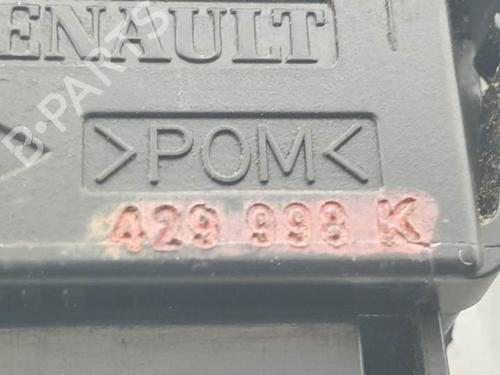 ENAULT
>POM<
429 998 K
B-PARTS